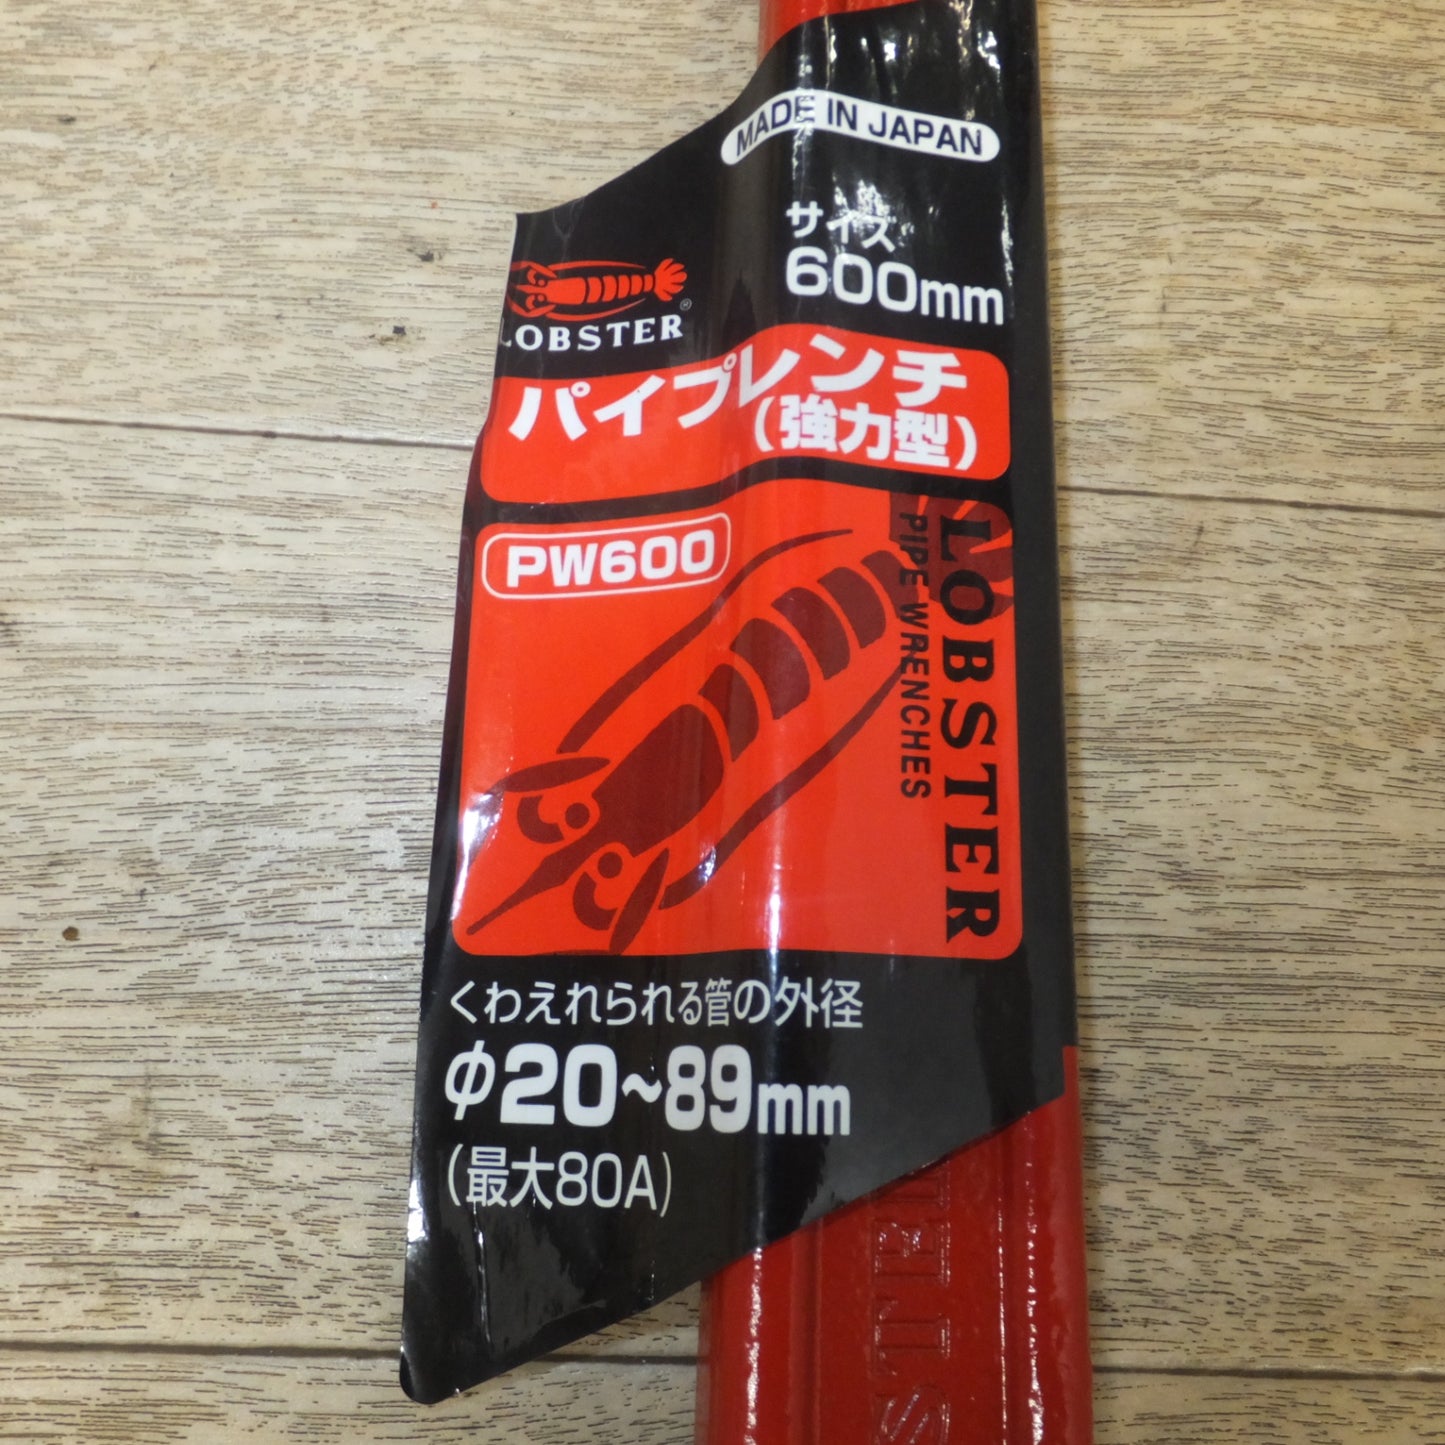 MADE IN JAPAN
サイズ
600mm
LOBSTER®
パイプレンチ
(強力型)
PW600
LOBSTER
PIPE WRENCHES
くわえれられる管の外径
φ20~89mm
(最大80A)